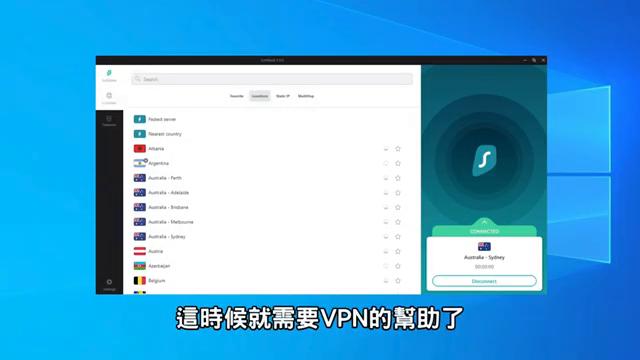 Search
Favorite Locations Static IP MultiHop
Fastest server
Nearest country
Albania
Argentina
Australia - Perth
Australia - Adelaide
Australia - Brisbane
Australia - Melbourne
Australia - Sydney
Austria
Azerbaijan
Belgium
CONNECTED
Australia - Sydney
00:00:00
Disconnect
這時候就需要VPN的幫助了